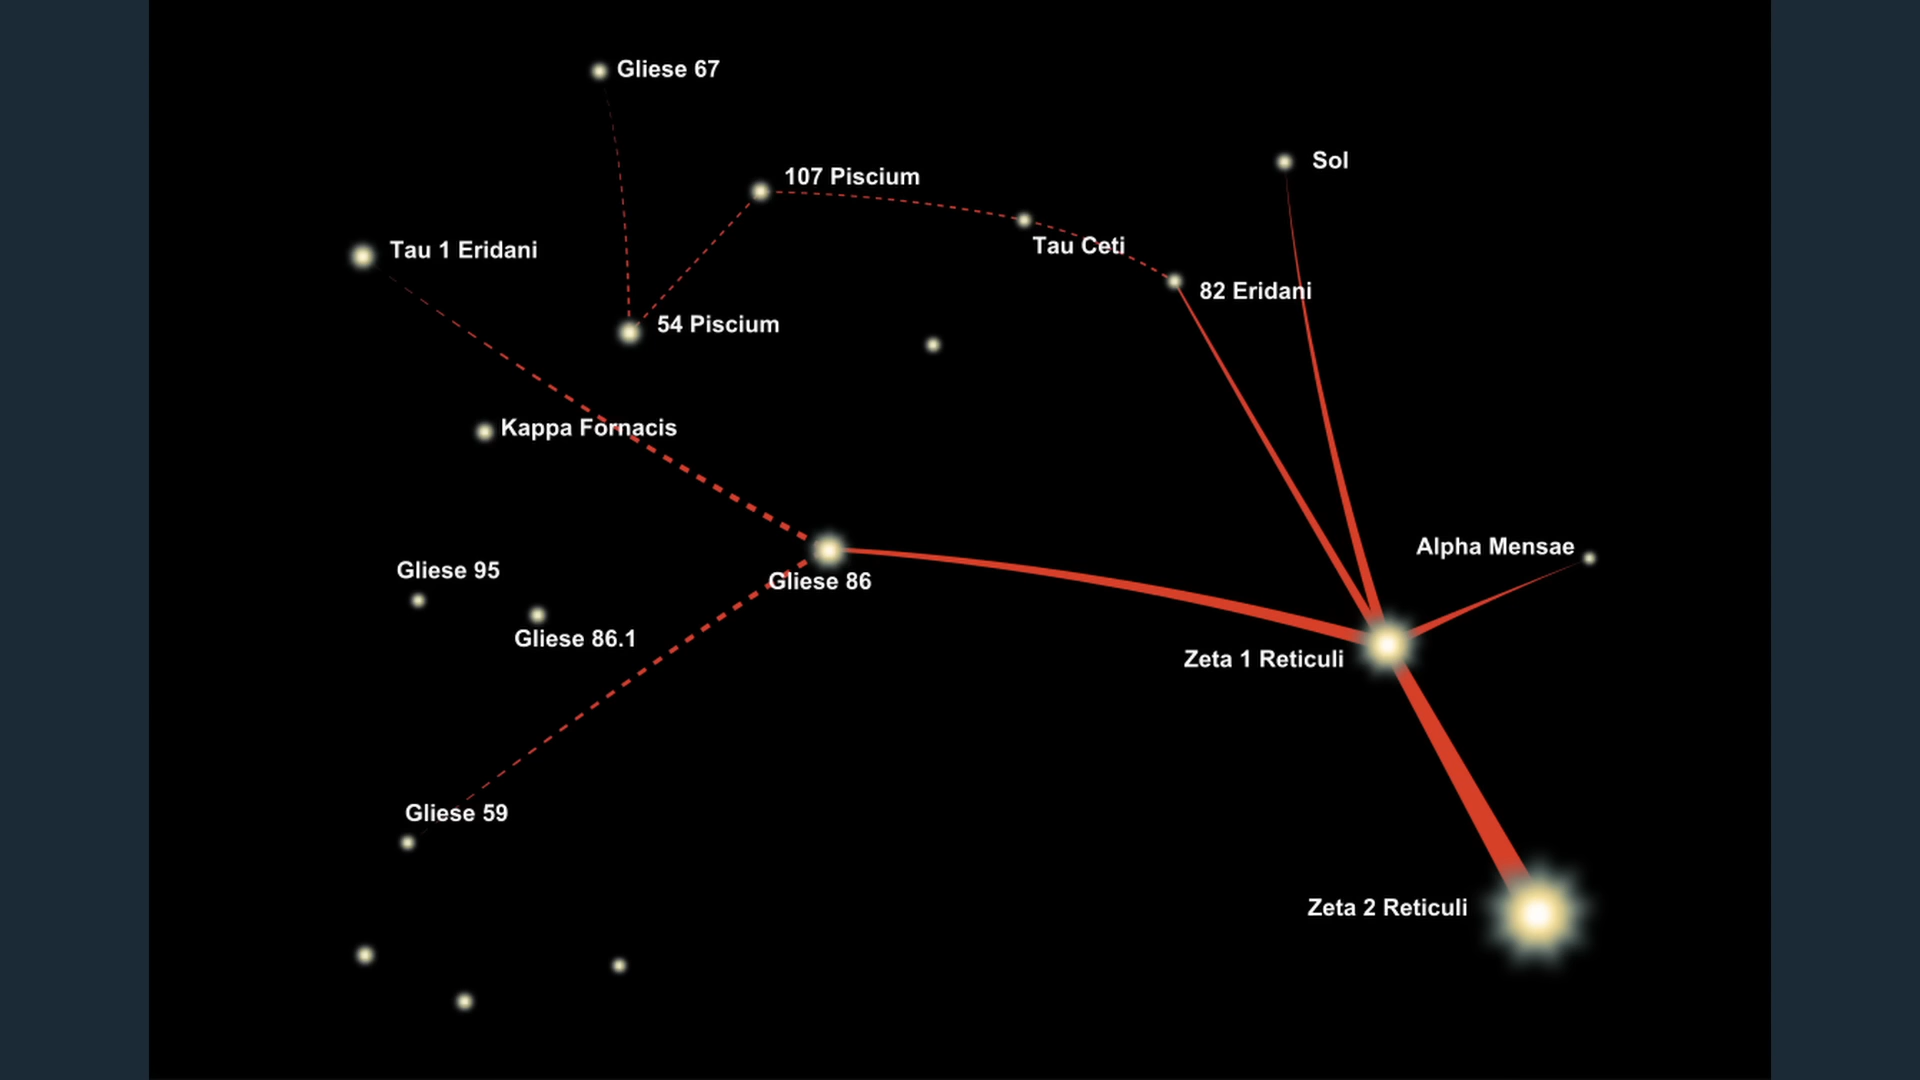 Gliese 67
Sol
107 Piscium
Tau Ceti
Tau 1 Eridani
82 Eridani
54 Piscium
Kappa Fornacis
Alpha Mensae
Gliese 95
Gliese 86
Gliese 86.1
Zeta 1 Reticuli
Gliese 59
Zeta 2 Reticuli